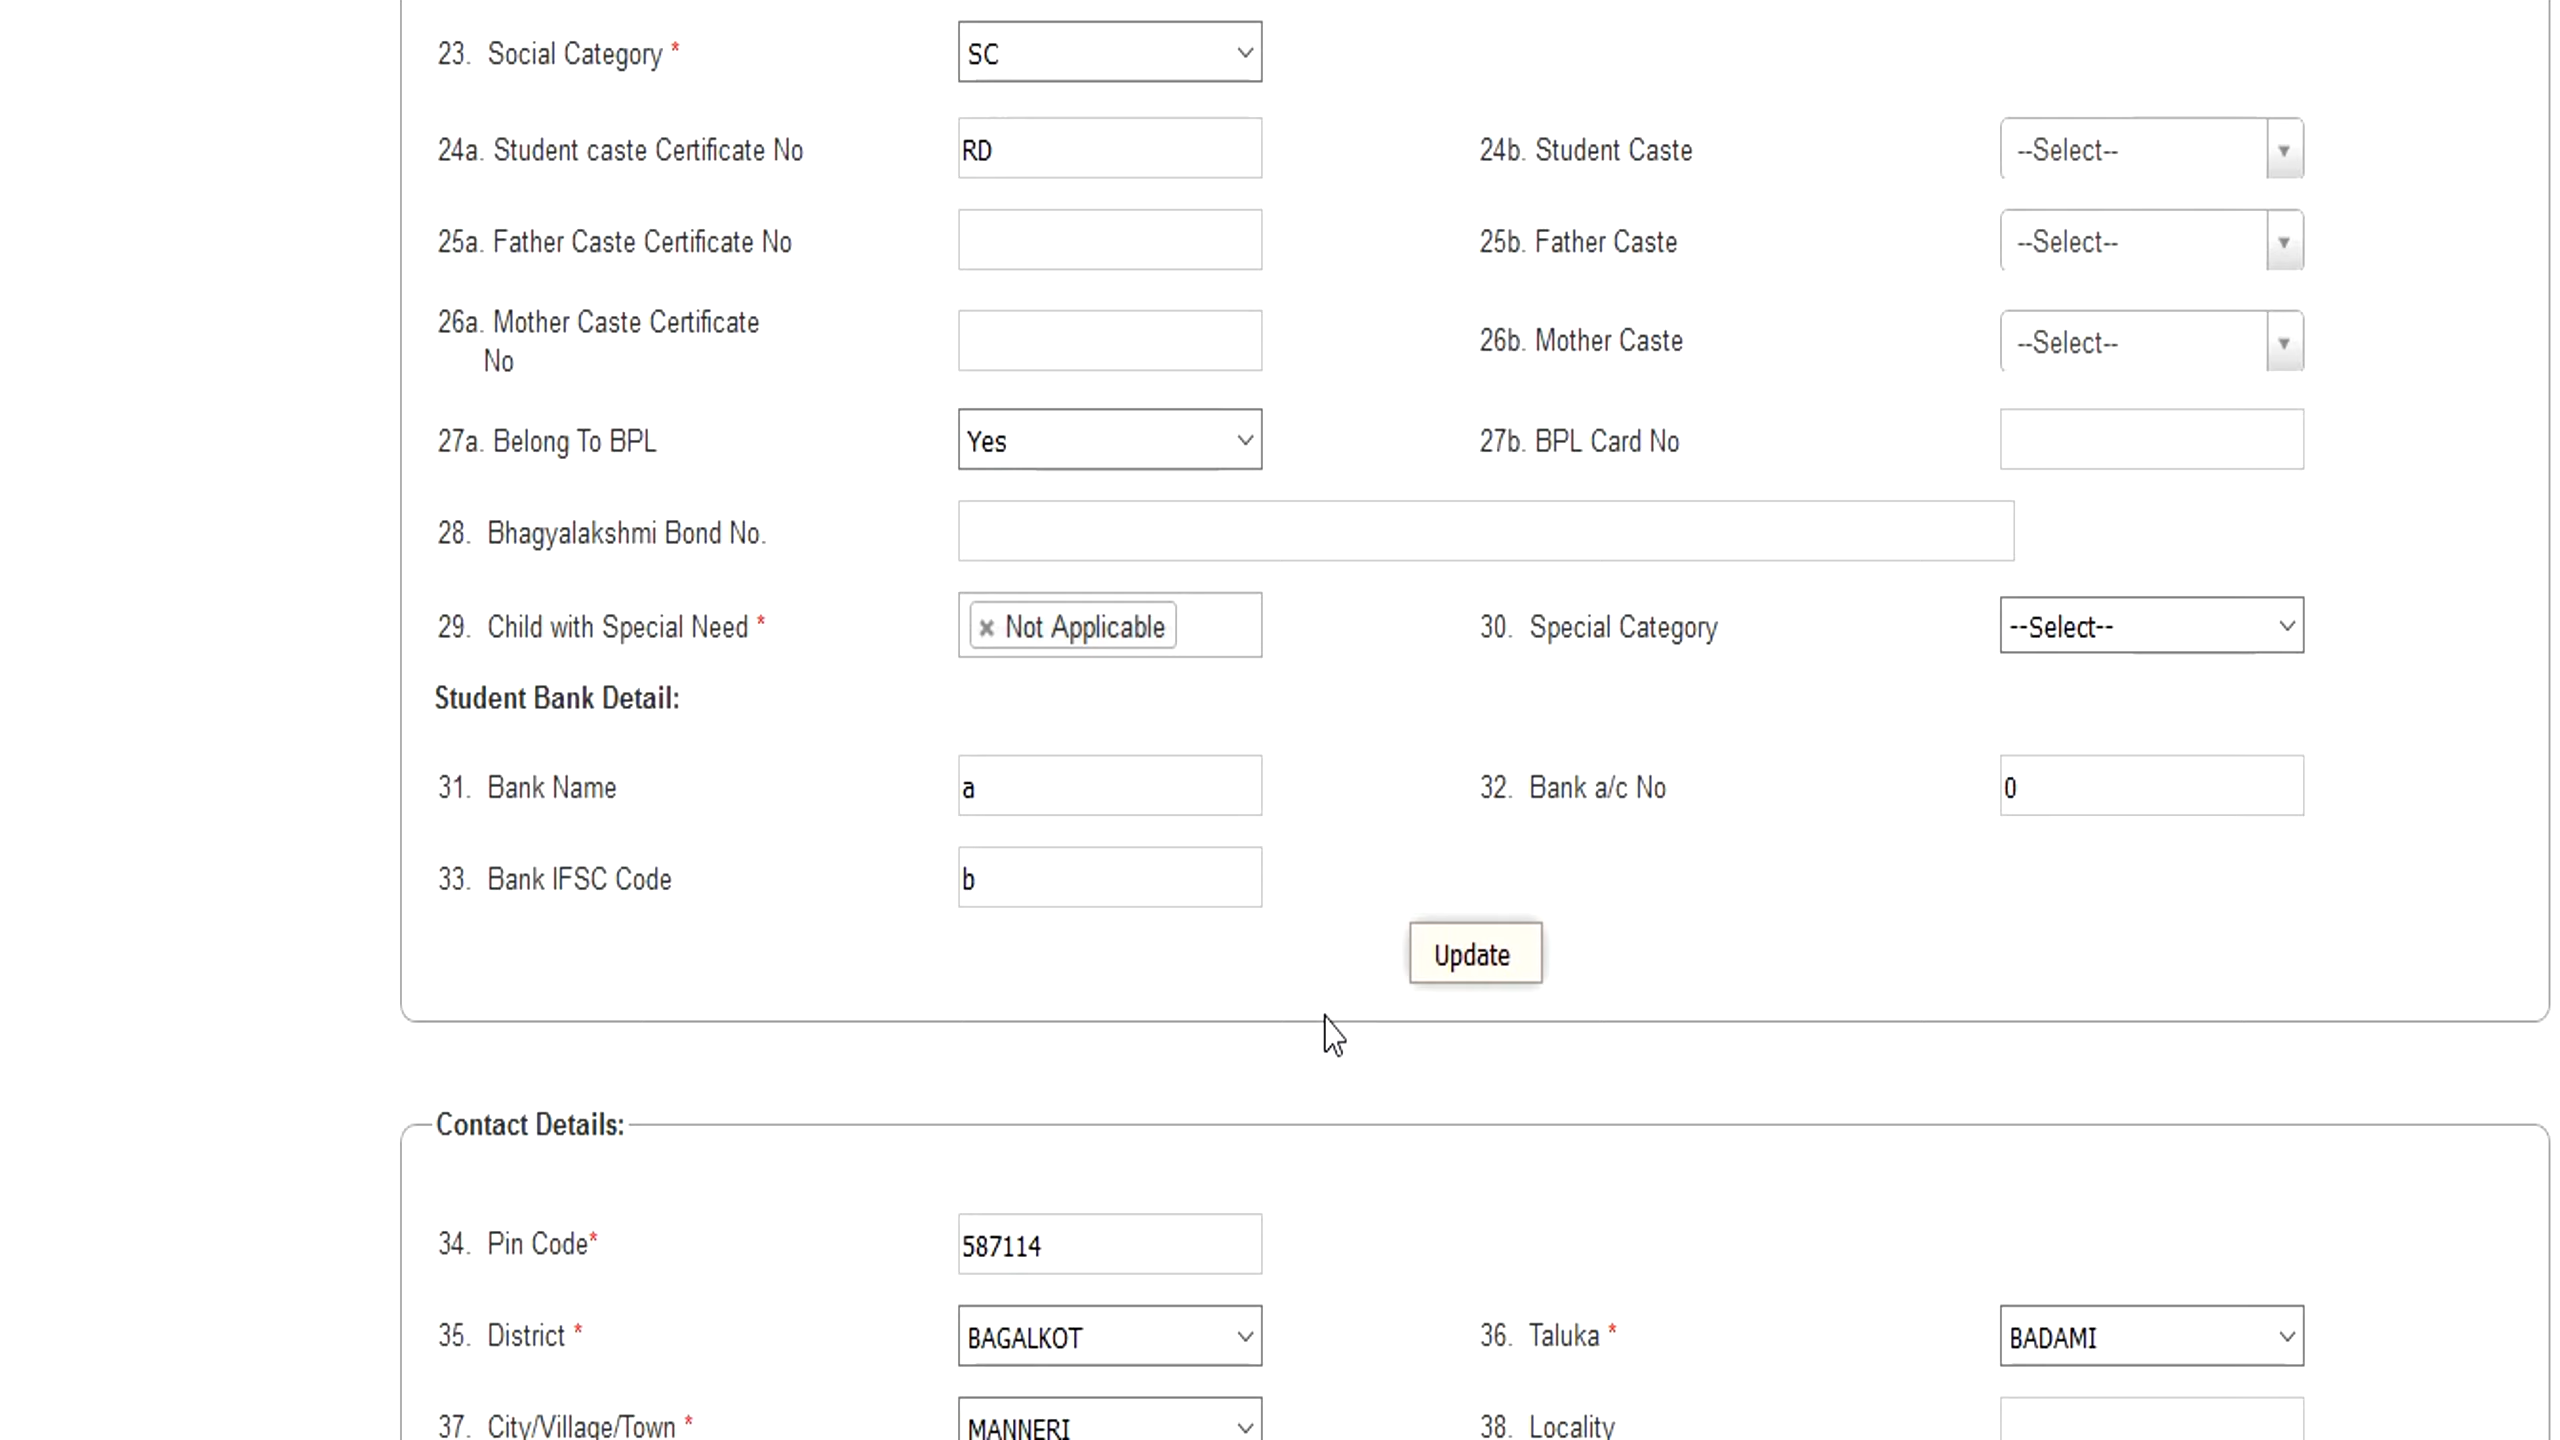 23. Social Category * SC
24a. Student caste Certificate No RD 24b. Student Caste --Select--
25a. Father Caste Certificate No 25b. Father Caste --Select--
26a. Mother Caste Certificate
No
26b. Mother Caste --Select--
27a. Belong To BPL Yes 27b. BPL Card No
28. Bhagyalakshmi Bond No.
29. Child with Special Need * × Not Applicable 30. Special Category --Select--
Student Bank Detail:
31. Bank Name a 32. Bank a/c No 0
33. Bank IFSC Code b
Update
Contact Details:
34. Pin Code* 587114
35. District * BAGALKOT 36. Taluka * BADAMI
37. City/Village/Town * MANNERI 38. Locality